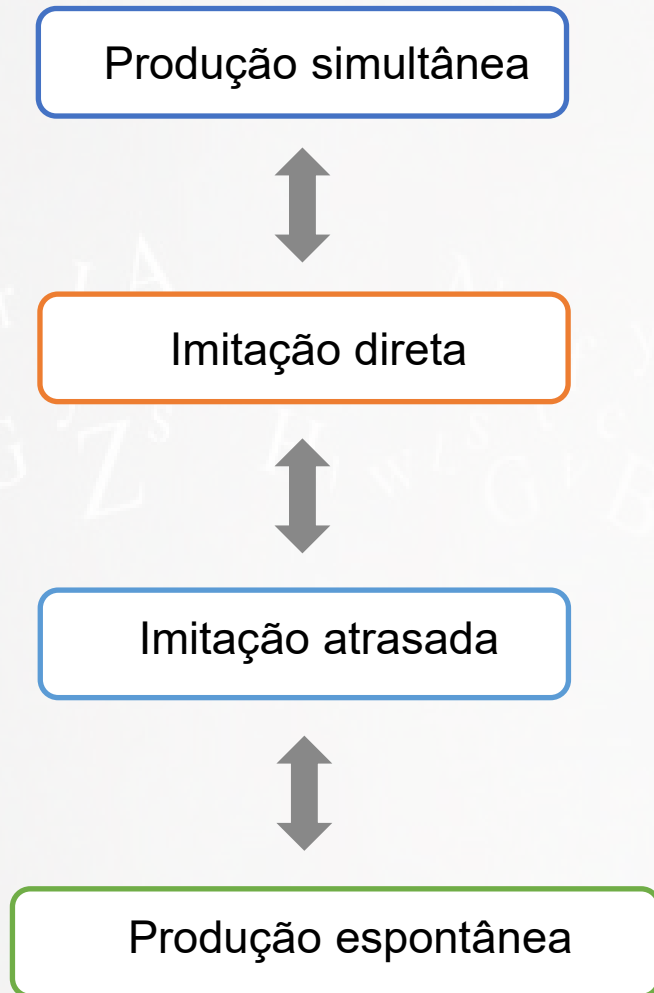 Produção simultânea
Imitação direta
Imitação atrasada
Produção espontânea